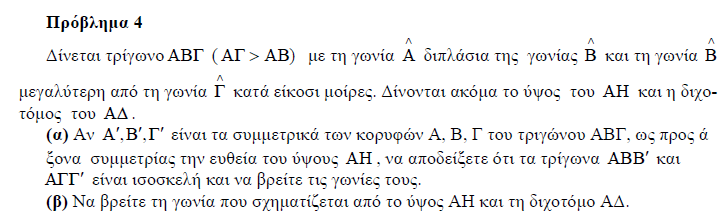 Πρόβλημα 4
Δίνεται τρίγωνο ΑΒΓ ( ΑΓ > ΑΒ) με τη γωνία Α̂ διπλάσια της γωνίας Β̂ και τη γωνία Β̂
μεγαλύτερη από τη γωνία Γ̂ κατά είκοσι μοίρες. Δίνονται ακόμα το ύψος του ΑΗ και η διχο-
τόμος του ΑΔ.
(α) Αν Α′,Β′,Γ′ είναι τα συμμετρικά των κορυφών Α, Β, Γ του τριγώνου ΑΒΓ, ως προς ά
ξονα συμμετρίας την ευθεία του ύψους ΑΗ, να αποδείξετε ότι τα τρίγωνα ΑΒΒ′ και
ΑΓΓ′ είναι ισοσκελή και να βρείτε τις γωνίες τους.
(β) Να βρείτε τη γωνία που σχηματίζεται από το ύψος ΑΗ και τη διχοτόμο ΑΔ.